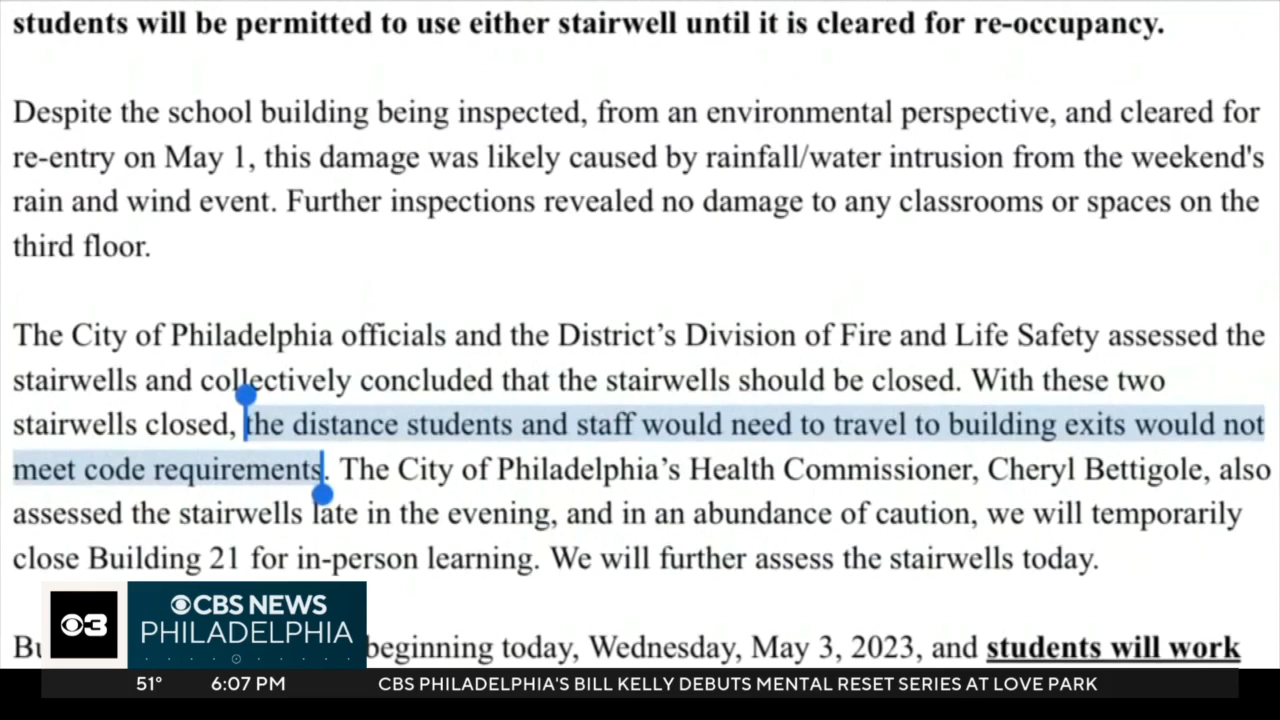 students will be permitted to use either stairwell until it is cleared for re-occupancy.
Despite the school building being inspected, from an environmental perspective, and cleared for
re-entry on May 1, this damage was likely caused by rainfall/water intrusion from the weekend's
rain and wind event. Further inspections revealed no damage to any classrooms or spaces on the
third floor.
The City of Philadelphia officials and the District’s Division of Fire and Life Safety assessed the
stairwells and collectively concluded that the stairwells should be closed. With these two
stairwells closed, the distance students and staff would need to travel to building exits would not
meet code requirements. The City of Philadelphia’s Health Commissioner, Cheryl Bettigole, also
assessed the stairwells late in the evening, and in an abundance of caution, we will temporarily
close Building 21 for in-person learning. We will further assess the stairwells today.
beginning today, Wednesday, May 3, 2023, and students will work
3
CBS NEWS
PHILADELPHIA
51° 6:07 PM CBS PHILADELPHIA'S BILL KELLY DEBUTS MENTAL RESET SERIES AT LOVE PARK